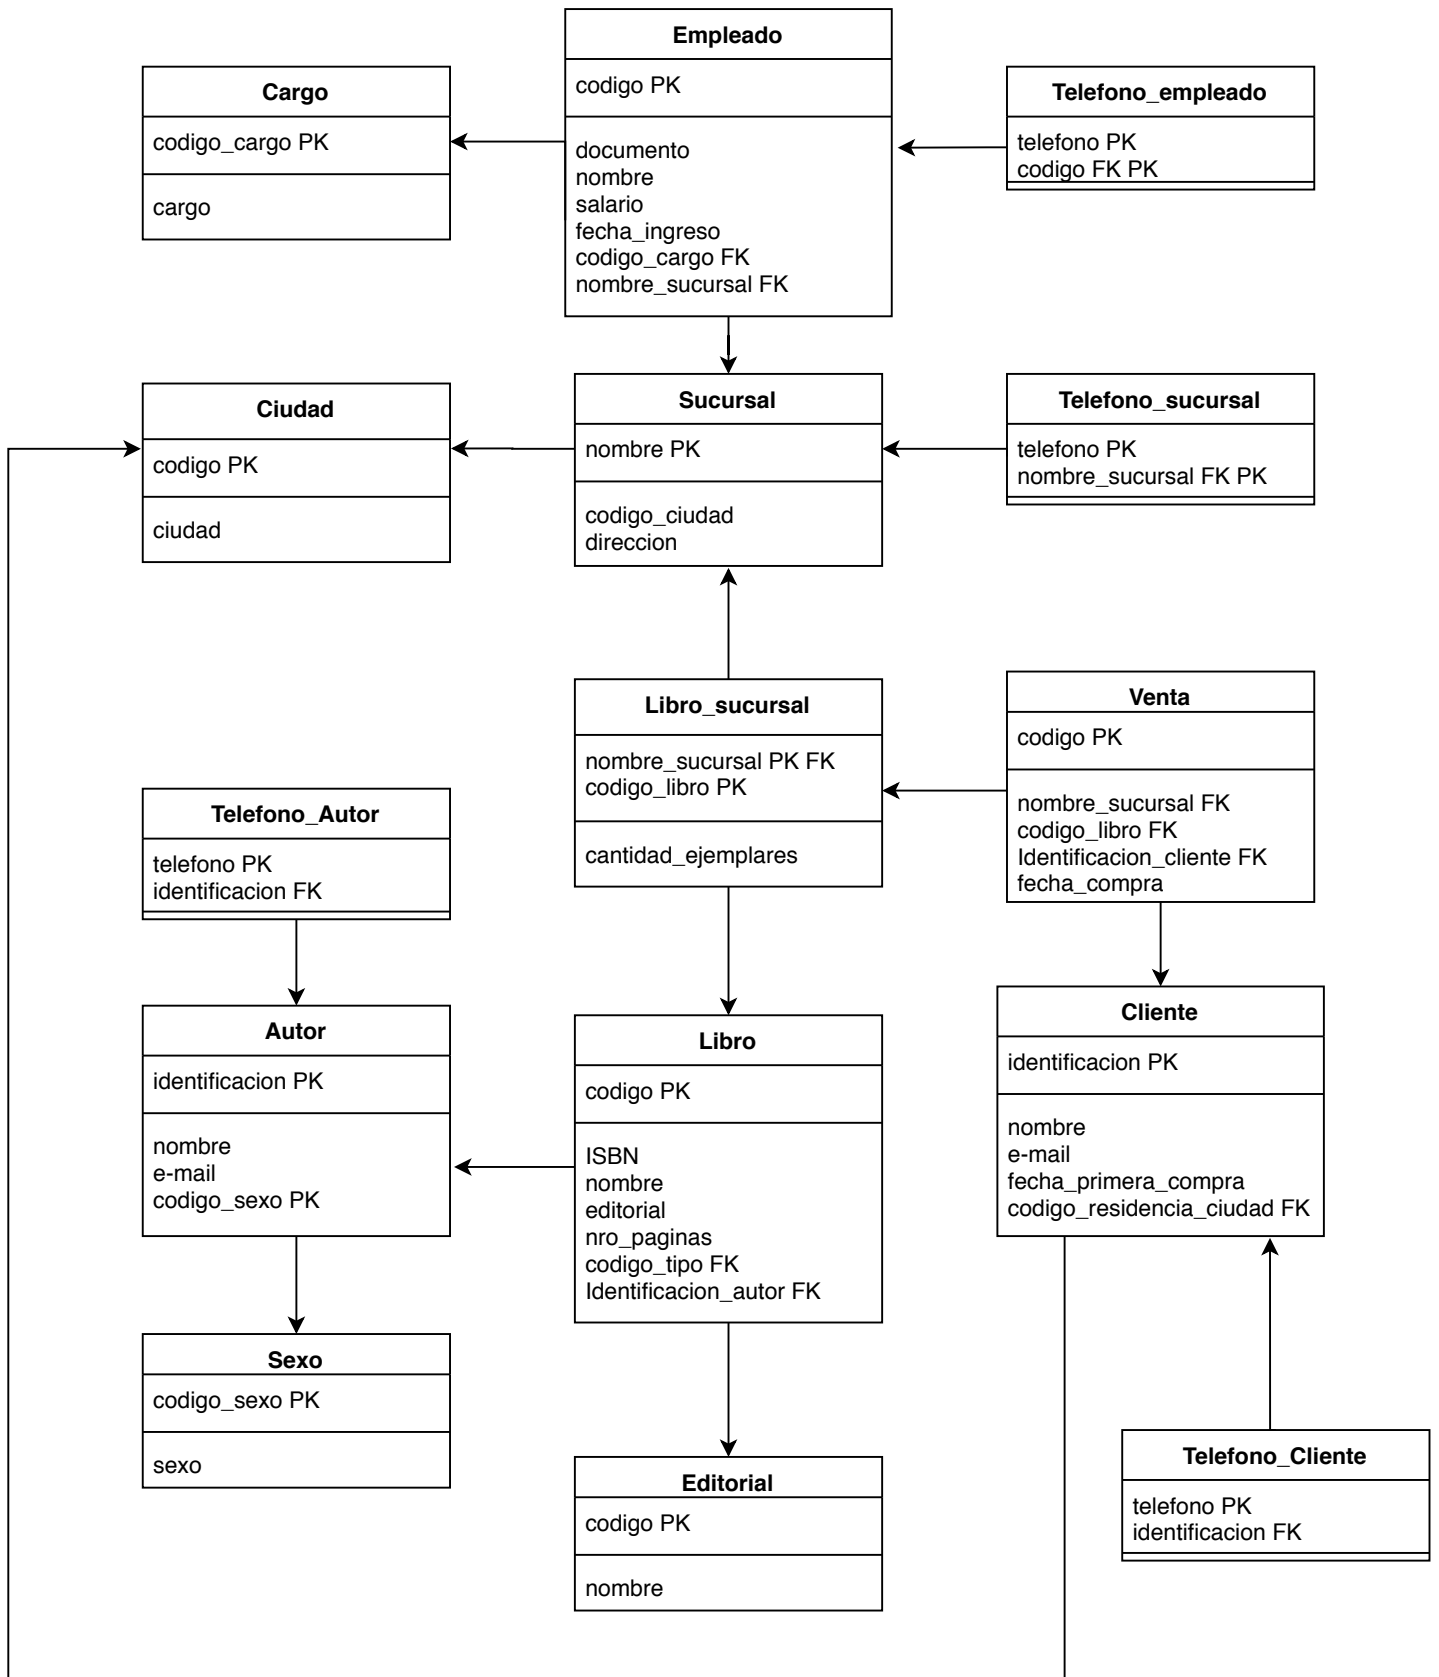 Empleado
codigo PK
documento
nombre
salario
fecha_ingreso
codigo_cargo FK
nombre_sucursal FK
Cargo
codigo_cargo PK
cargo
Telefono_empleado
telefono PK
codigo FK PK
Ciudad
codigo PK
ciudad
Sucursal
nombre PK
codigo_ciudad
direccion
Telefono_sucursal
telefono PK
nombre_sucursal FK PK
Libro_sucursal
nombre_sucursal PK FK
codigo_libro PK
cantidad_ejemplares
Venta
codigo PK
nombre_sucursal FK
codigo_libro FK
Identificacion_cliente FK
fecha_compra
Telefono_Autor
telefono PK
identificacion FK
Autor
identificacion PK
nombre
e-mail
codigo_sexo PK
Libro
codigo PK
ISBN
nombre
editorial
nro_paginas
codigo_tipo FK
Identificacion_autor FK
Cliente
identificacion PK
nombre
e-mail
fecha_primera_compra
codigo_residencia_ciudad FK
Sexo
codigo_sexo PK
sexo
Editorial
codigo PK
nombre
Telefono_Cliente
telefono PK
identificacion FK